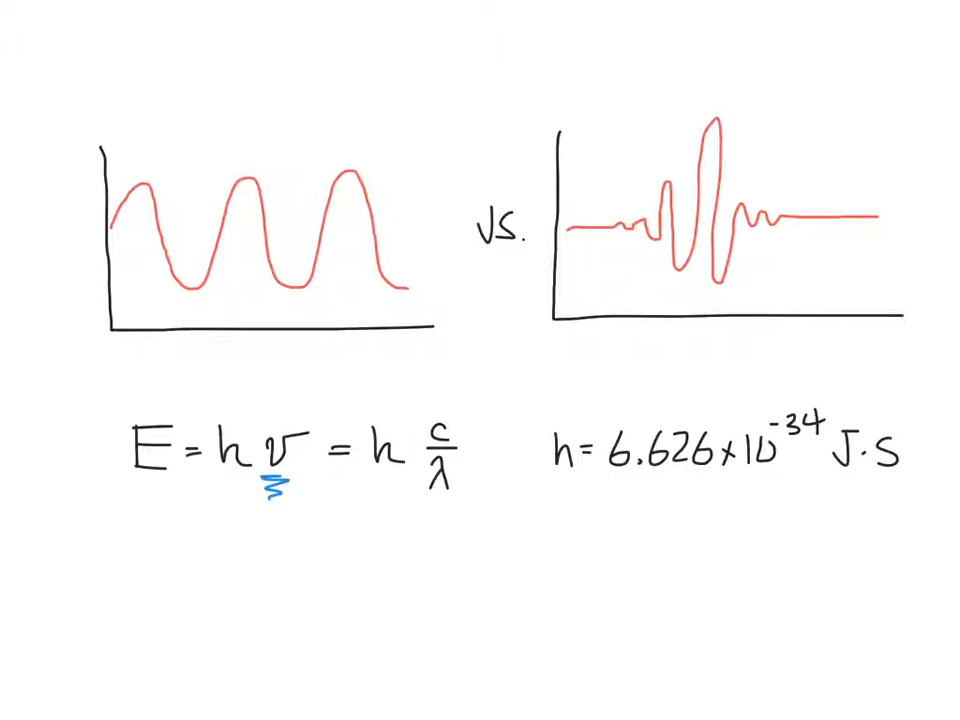 vs.
E = hν = h c/λ
h = 6.626 × 10^-34 J·s